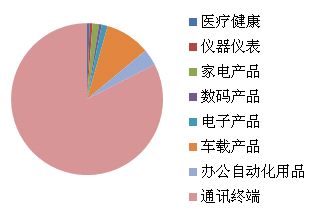 医疗健康
仪器仪表
家电产品
数码产品
电子产品
车载产品
办公自动化用品
通讯终端